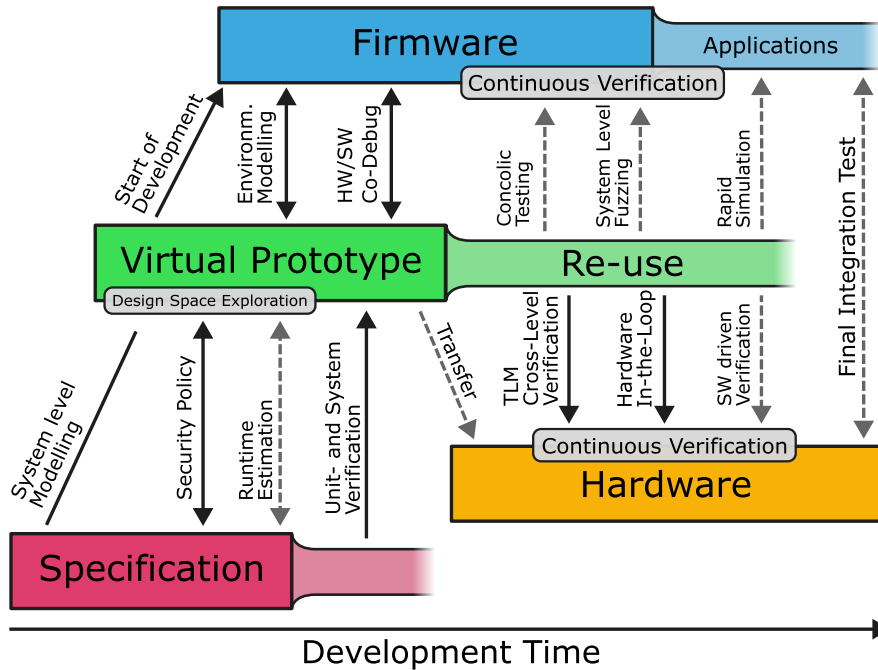 Firmware
Applications
Continuous Verification
Start of
Development
Environm.
Modelling
HW/SW
Co-Debug
Concolic
Testing
System Level
Fuzzing
Rapid
Simulation
Final Integration Test
Virtual Prototype
Re-use
Design Space Exploration
System level
Modelling
Security Policy
Runtime
Estimation
Unit- and System
Verification
Transfer
TLM
Cross-Level
Verification
Hardware
In-the-Loop
SW driven
Verification
Continuous Verification
Hardware
Specification
Development Time